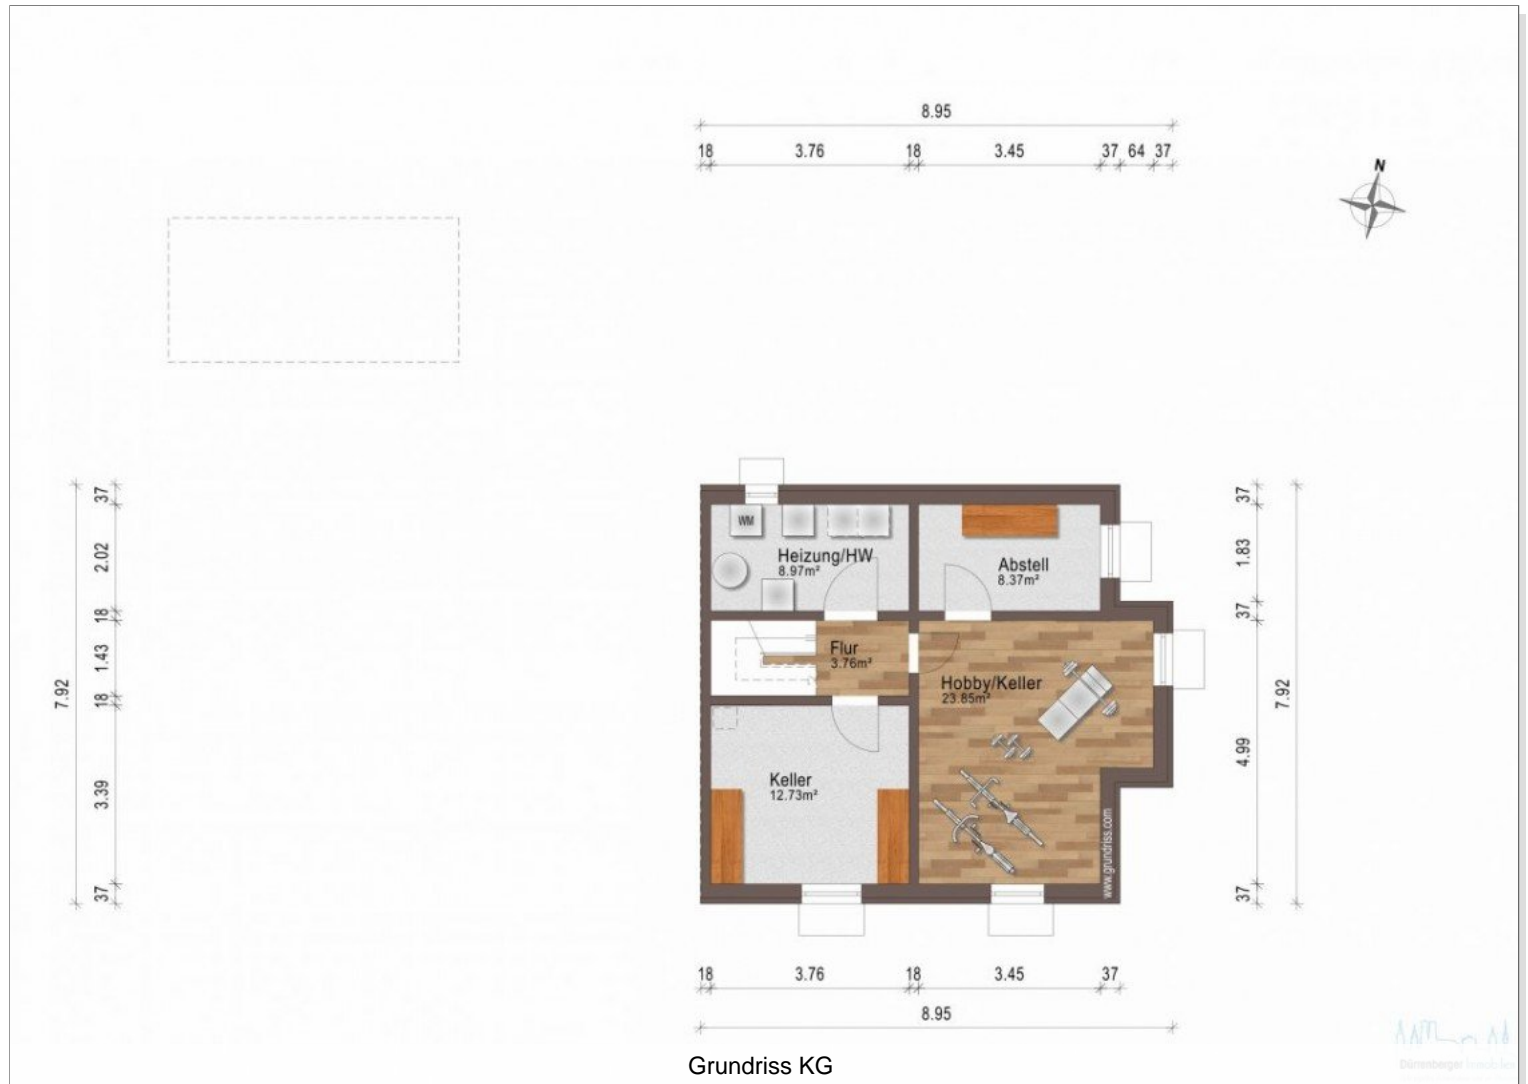 8.95
18 3.76 18 3.45 37 64 37
N
37
2.02
18
1.43
18
3.39
37
7.92
WM
Heizung/HW
8.97m²
Abstell
8.37m²
Flur
3.76m²
Hobby/Keller
23.85m²
Keller
12.73m²
www.grundriss.com
37
1.83
37
4.99
37
7.92
18 3.76 18 3.45 37
8.95
Grundriss KG
Dürrenberger Immobilien